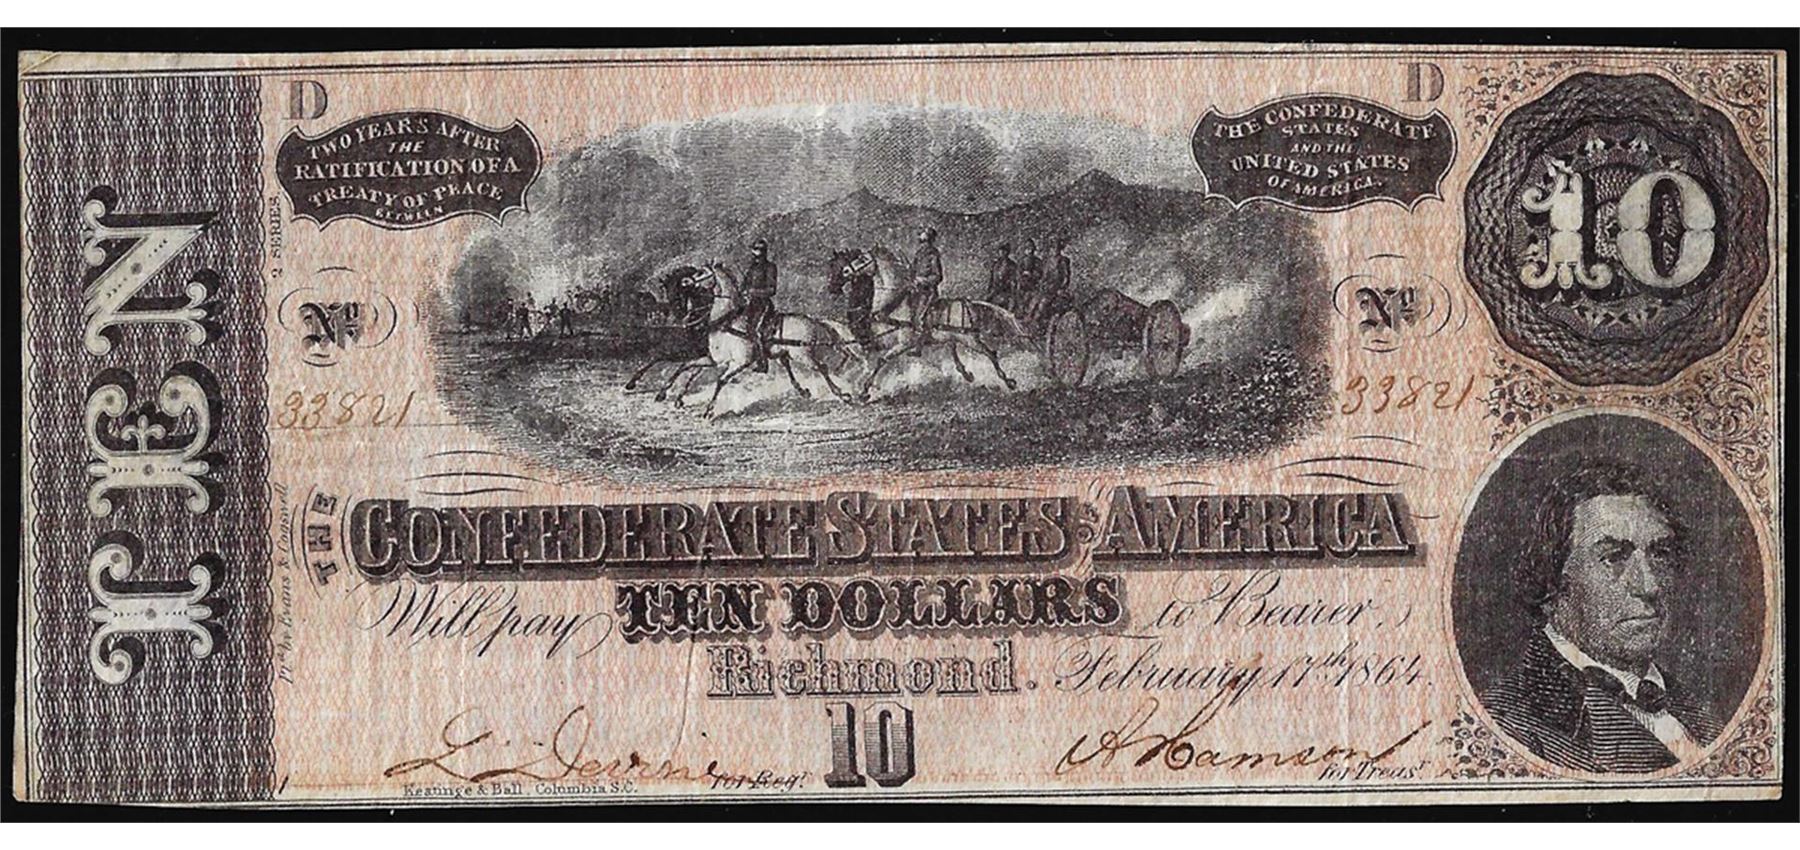 D
D
TWO YEARS AFTER
THE
RATIFICATION OF A
TREATY OF PEACE
BETWEEN
THE CONFEDERATE
STATES
AND THE
UNITED STATES
OF AMERICA.
10
TEN
2 SERIES
No
No
33821
33821
THE
CONFEDERATE STATES OF AMERICA
Will pay TEN DOLLARS to Bearer,
Richmond. February 17th 1864.
10
for Regr.
for Treasr
Keatinge & Ball Columbia S.C.
Evans & Cogswell